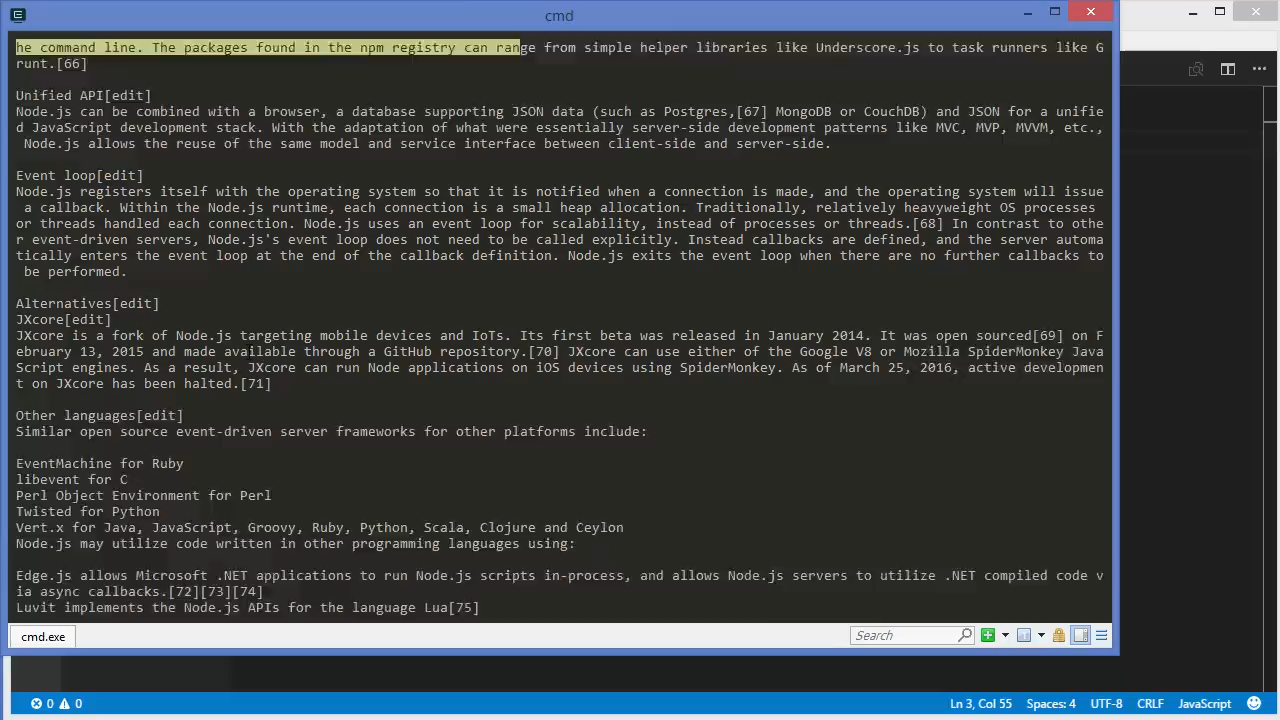 cmd
he command line. The packages found in the npm registry can range from simple helper libraries like Underscore.js to task runners like G
runt.[66]
Unified API[edit]
Node.js can be combined with a browser, a database supporting JSON data (such as Postgres,[67] MongoDB or CouchDB) and JSON for a unifie
d JavaScript development stack. With the adaptation of what were essentially server-side development patterns like MVC, MVP, MVVM, etc.,
Node.js allows the reuse of the same model and service interface between client-side and server-side.
Event loop[edit]
Node.js registers itself with the operating system so that it is notified when a connection is made, and the operating system will issue
a callback. Within the Node.js runtime, each connection is a small heap allocation. Traditionally, relatively heavyweight OS processes
or threads handled each connection. Node.js uses an event loop for scalability, instead of processes or threads.[68] In contrast to othe
r event-driven servers, Node.js's event loop does not need to be called explicitly. Instead callbacks are defined, and the server automa
tically enters the event loop at the end of the callback definition. Node.js exits the event loop when there are no further callbacks to
be performed.
Alternatives[edit]
JXcore[edit]
JXcore is a fork of Node.js targeting mobile devices and IoTs. Its first beta was released in January 2014. It was open sourced[69] on F
ebruary 13, 2015 and made available through a GitHub repository.[70] JXcore can use either of the Google V8 or Mozilla SpiderMonkey Java
Script engines. As a result, JXcore can run Node applications on iOS devices using SpiderMonkey. As of March 25, 2016, active developmen
t on JXcore has been halted.[71]
Other languages[edit]
Similar open source event-driven server frameworks for other platforms include:
EventMachine for Ruby
libevent for C
Perl Object Environment for Perl
Twisted for Python
Vert.x for Java, JavaScript, Groovy, Ruby, Python, Scala, Clojure and Ceylon
Node.js may utilize code written in other programming languages using:
Edge.js allows Microsoft .NET applications to run Node.js scripts in-process, and allows Node.js servers to utilize .NET compiled code v
ia async callbacks.[72][73][74]
Luvit implements the Node.js APIs for the language Lua[75]
cmd.exe
Search
0 0
Ln 3, Col 55 Spaces: 4 UTF-8 CRLF JavaScript